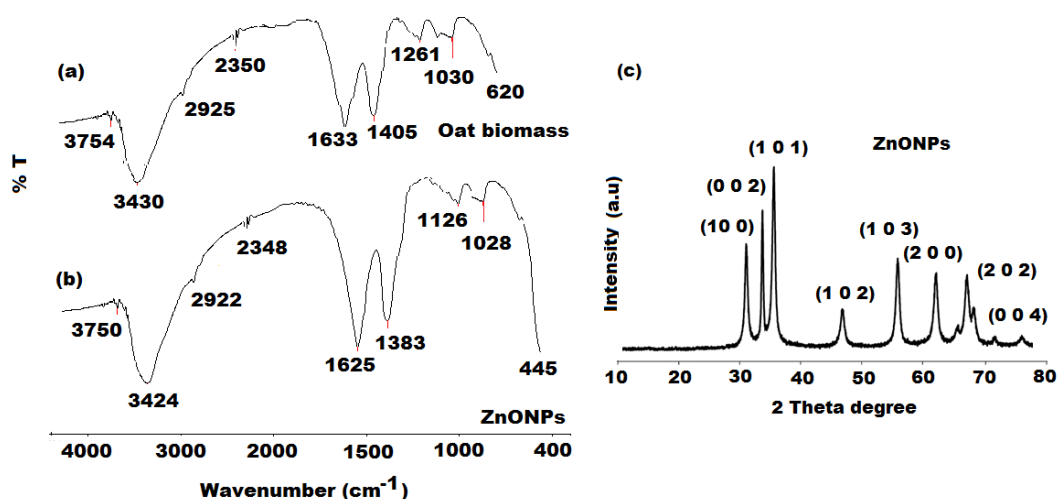 (a)
3754
3430
2925
2350
1633
1405
1261
1030
620
Oat biomass
% T
(b)
3750
3424
2922
2348
1625
1383
1126
1028
445
ZnONPs
4000 3000 2000 1500 1000 400
Wavenumber (cm⁻¹)
(c)
ZnONPs
Intensity (a.u)
(10 0)
(0 0 2)
(1 0 1)
(1 0 2)
(1 0 3)
(2 0 0)
(2 0 2)
(0 0 4)
10 20 30 40 50 60 70 80
2 Theta degree